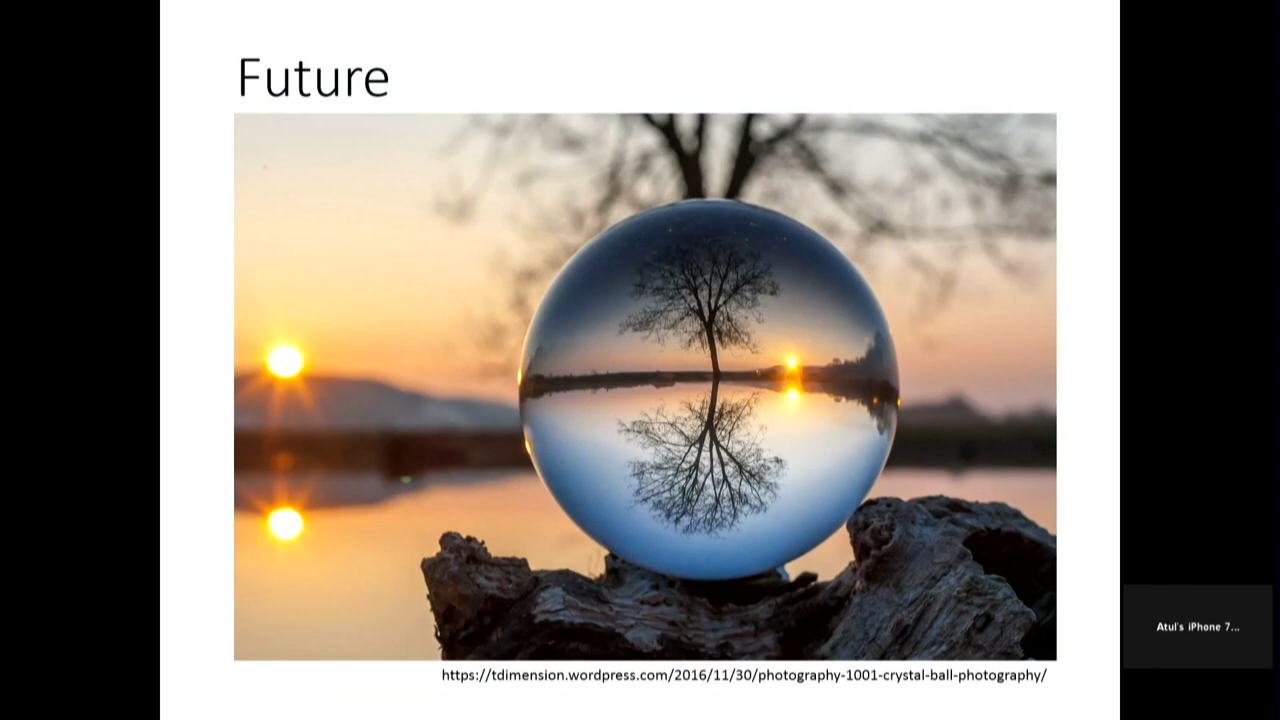 Future
https://tdimension.wordpress.com/2016/11/30/photography-1001-crystal-ball-photography/
Atul's iPhone 7...